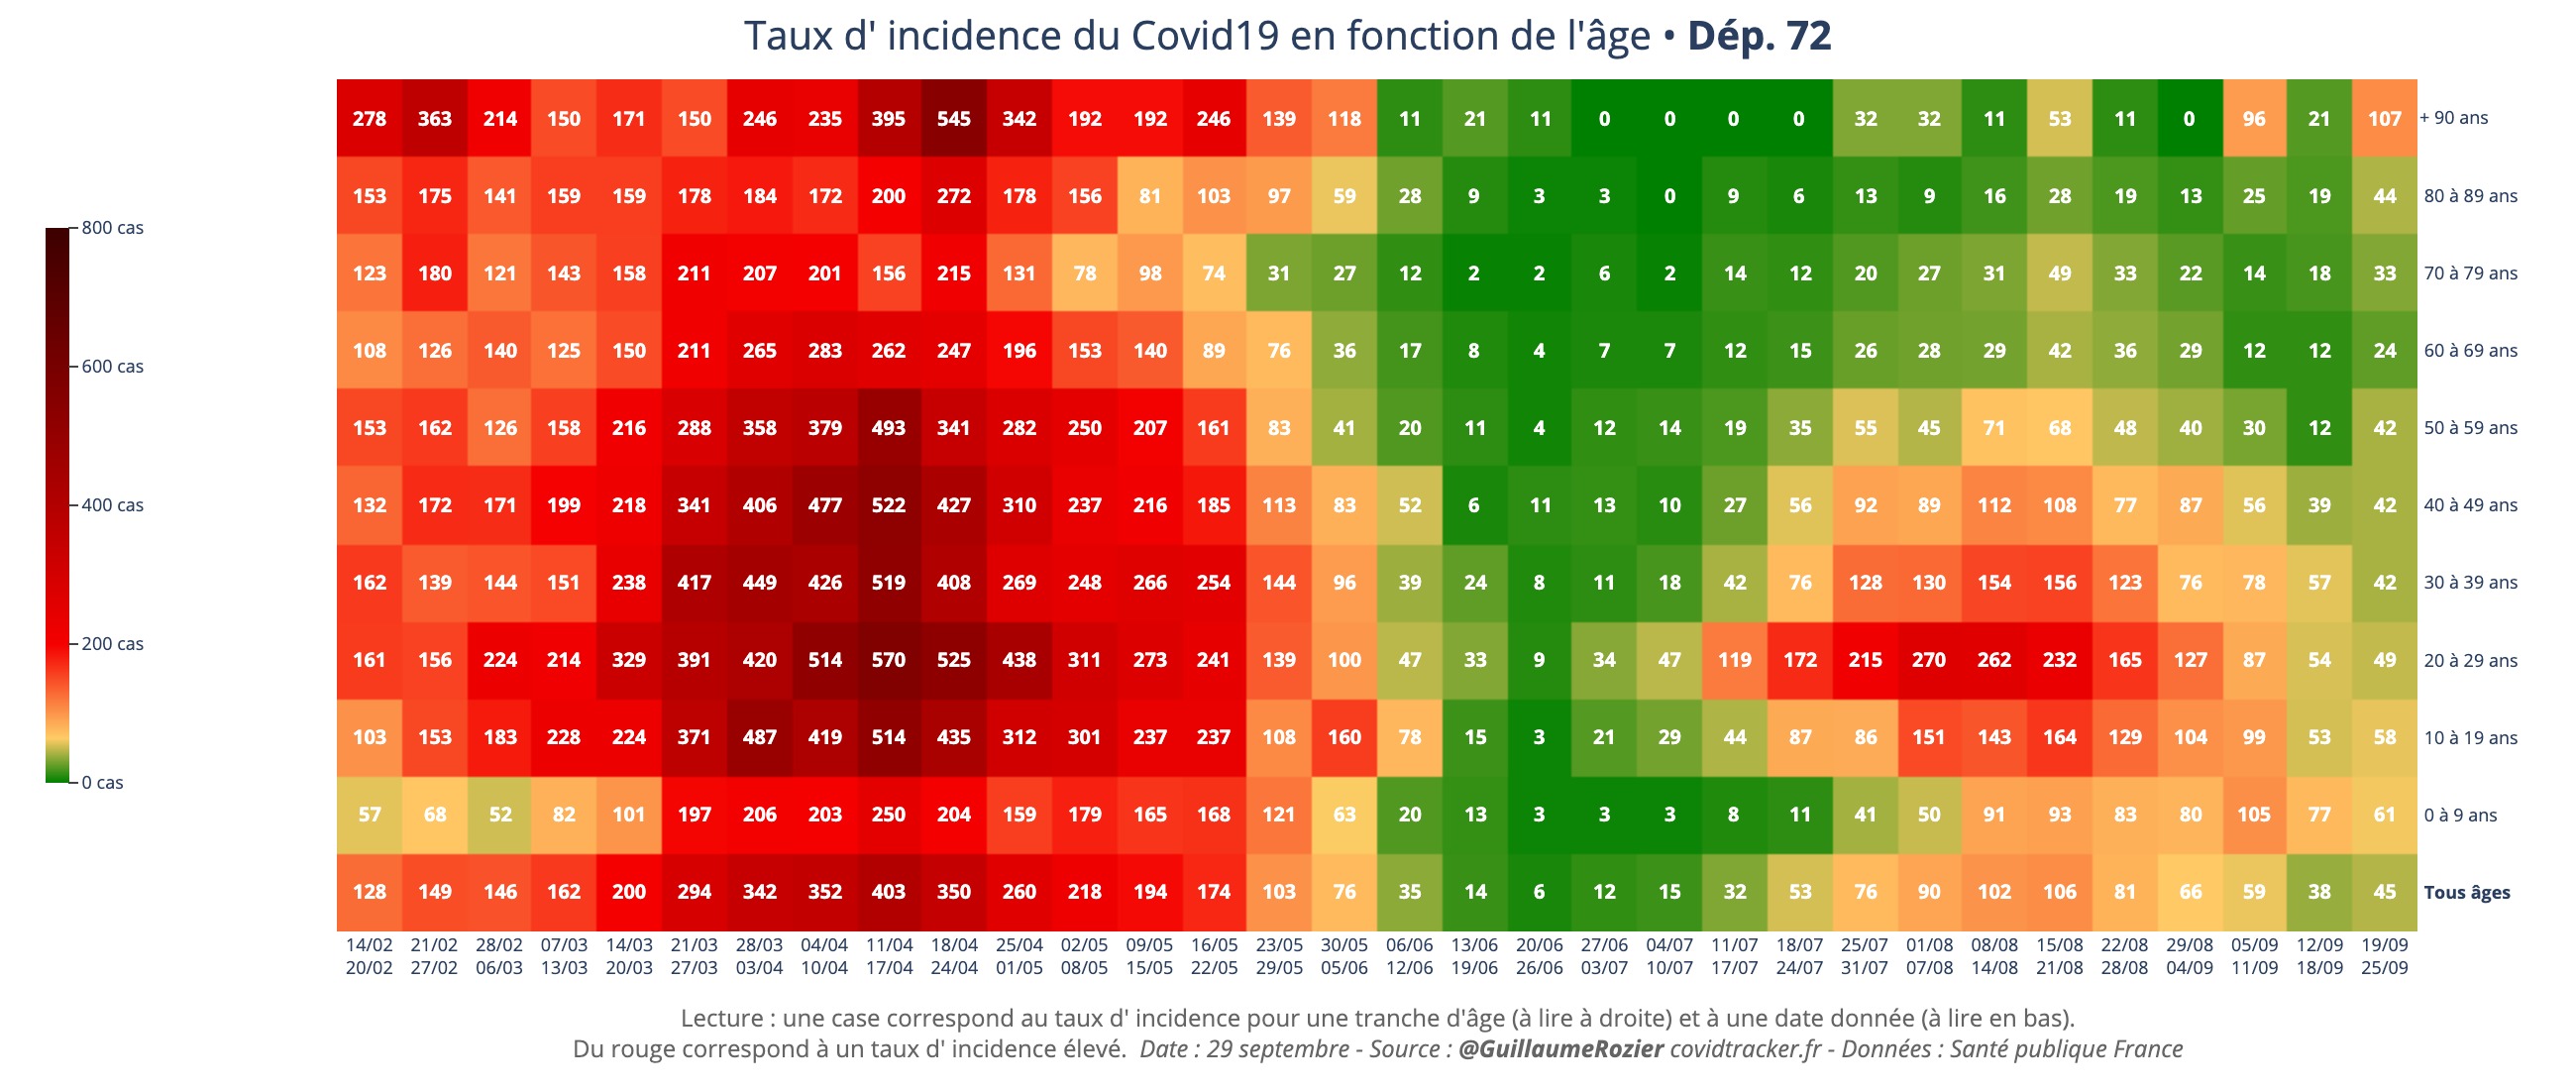 Taux d' incidence du Covid19 en fonction de l'âge • Dép. 72
800 cas
600 cas
400 cas
200 cas
0 cas
278 363 214 150 171 150 246 235 395 545 342 192 192 246 139 118 11 21 11 0 0 0 0 32 32 11 53 11 0 96 21 107 + 90 ans
153 175 141 159 159 178 184 172 200 272 178 156 81 103 97 59 28 9 3 3 0 9 6 13 9 16 28 19 13 25 19 44 80 à 89 ans
123 180 121 143 158 211 207 201 156 215 131 78 98 74 31 27 12 2 2 6 2 14 12 20 27 31 49 33 22 14 18 33 70 à 79 ans
108 126 140 125 150 211 265 283 262 247 196 153 140 89 76 36 17 8 4 7 7 12 15 26 28 29 42 36 29 12 12 24 60 à 69 ans
153 162 126 158 216 288 358 379 493 341 282 250 207 161 83 41 20 11 4 12 14 19 35 55 45 71 68 48 40 30 12 42 50 à 59 ans
132 172 171 199 218 341 406 477 522 427 310 237 216 185 113 83 52 6 11 13 10 27 56 92 89 112 108 77 87 56 39 42 40 à 49 ans
162 139 144 151 238 417 449 426 519 408 269 248 266 254 144 96 39 24 8 11 18 42 76 128 130 154 156 123 76 78 57 42 30 à 39 ans
161 156 224 214 329 391 420 514 570 525 438 311 273 241 139 100 47 33 9 34 47 119 172 215 270 262 232 165 127 87 54 49 20 à 29 ans
103 153 183 228 224 371 487 419 514 435 312 301 237 237 108 160 78 15 3 21 29 44 87 86 151 143 164 129 104 99 53 58 10 à 19 ans
57 68 52 82 101 197 206 203 250 204 159 179 165 168 121 63 20 13 3 3 3 8 11 41 50 91 93 83 80 105 77 61 0 à 9 ans
128 149 146 162 200 294 342 352 403 350 260 218 194 174 103 76 35 14 6 12 15 32 53 76 90 102 106 81 66 59 38 45 Tous âges
14/02 21/02 28/02 07/03 14/03 21/03 28/03 04/04 11/04 18/04 25/04 02/05 09/05 16/05 23/05 30/05 06/06 13/06 20/06 27/06 04/07 11/07 18/07 25/07 01/08 08/08 15/08 22/08 29/08 05/09 12/09 19/09
20/02 27/02 06/03 13/03 20/03 27/03 03/04 10/04 17/04 24/04 01/05 08/05 15/05 22/05 29/05 05/06 12/06 19/06 26/06 03/07 10/07 17/07 24/07 31/07 07/08 14/08 21/08 28/08 04/09 11/09 18/09 25/09
Lecture : une case correspond au taux d' incidence pour une tranche d'âge (à lire à droite) et à une date donnée (à lire en bas).
Du rouge correspond à un taux d' incidence élevé. Date : 29 septembre - Source : @GuillaumeRozier covidtracker.fr - Données : Santé publique France